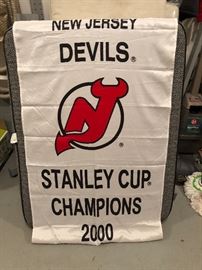 NEW JERSEY
DEVILS®
®
STANLEY CUP®
CHAMPIONS
2000